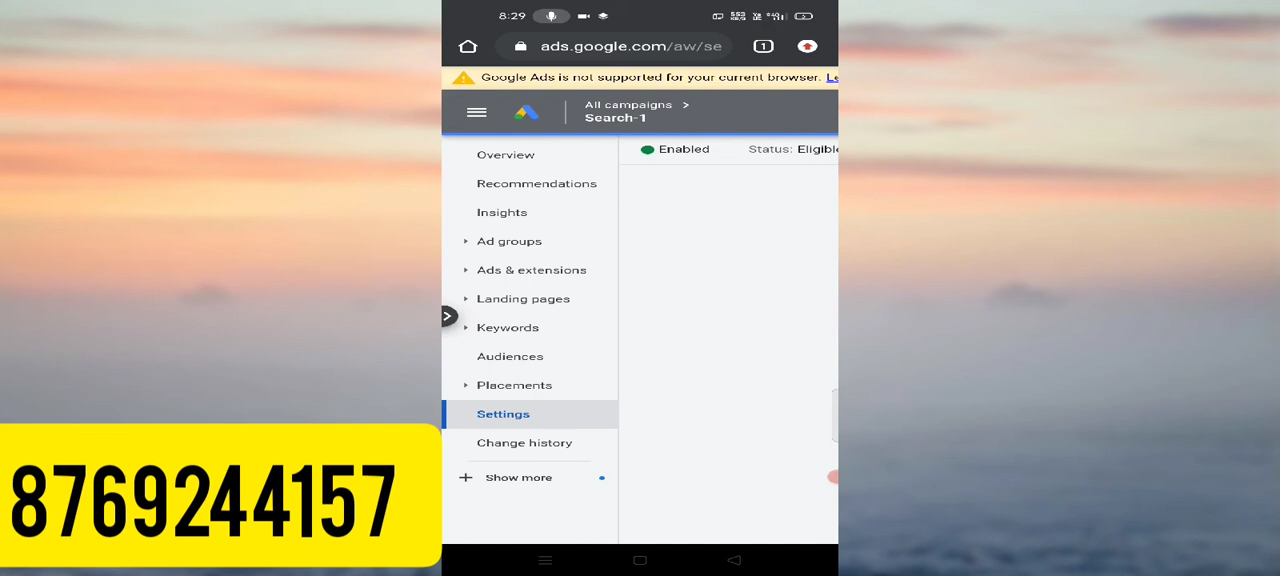 8:29
1
ads.google.com/aw/se
Google Ads is not supported for your current browser.
All campaigns >
Search-1
Enabled
Status: Eligible
Overview
Recommendations
Insights
Ad groups
Ads & extensions
Landing pages
Keywords
Audiences
Placements
Settings
Change history
+ Show more
8769244157